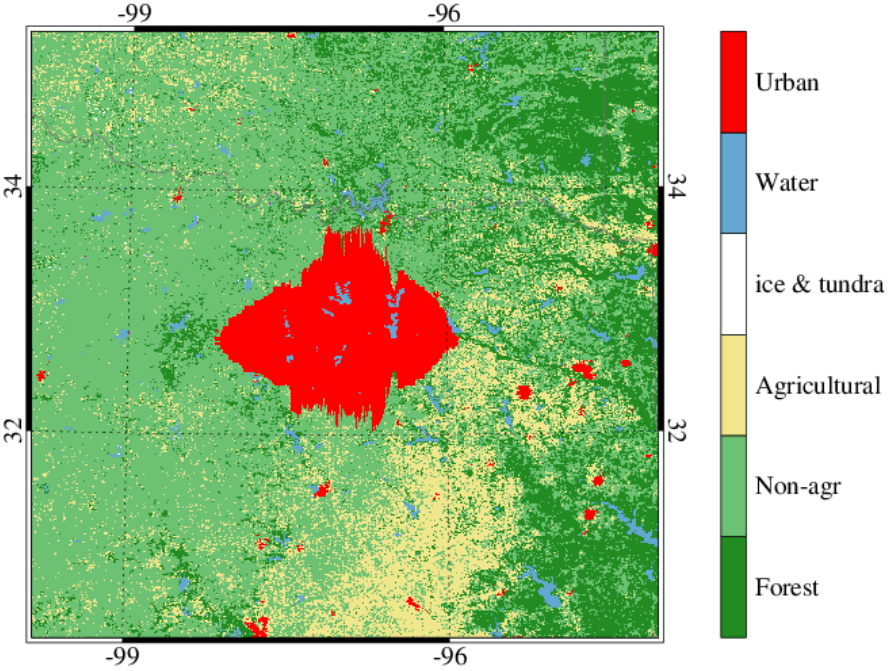 -99 -96
Urban
Water
34 34
ice & tundra
Agricultural
32 32
Non-agr
Forest
-99 -96